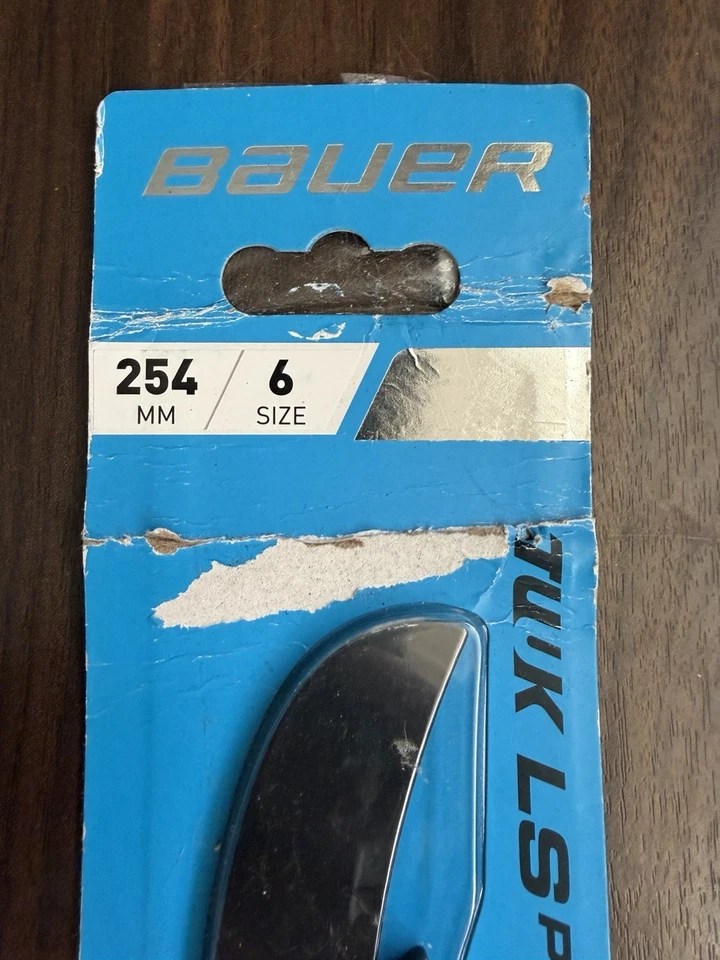 BAUER
254 / 6
MM SIZE
TUUK LS